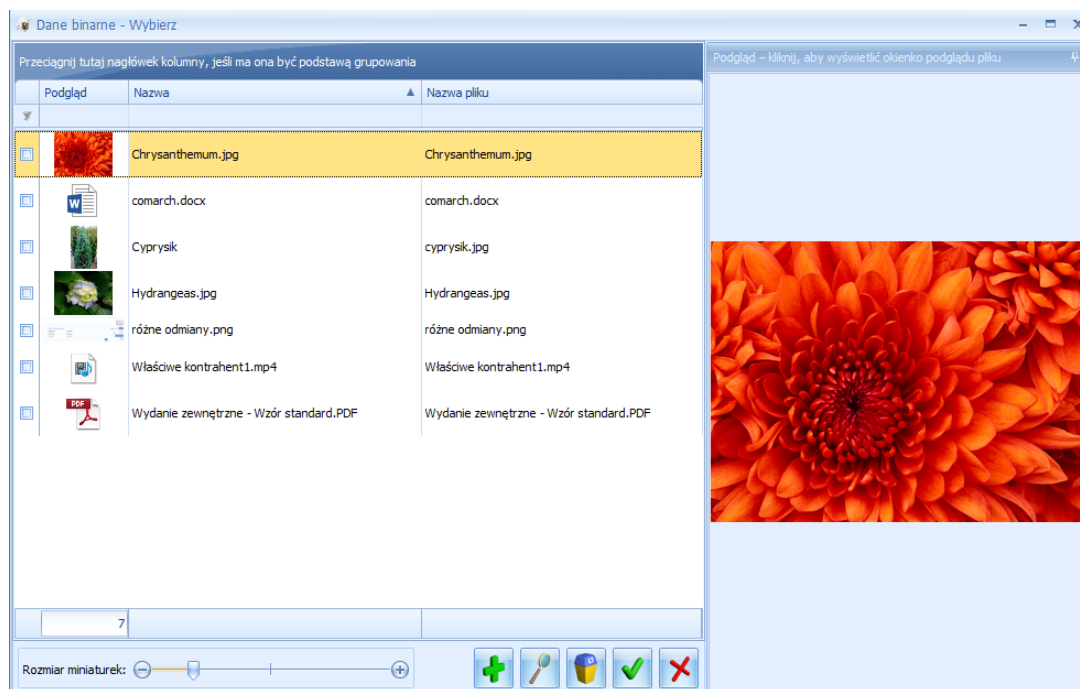 Dane binarne - Wybierz
Przeciągnij tutaj nagłówek kolumny, jeśli ma ona być podstawą grupowania
Podgląd – kliknij, aby wyświetlić okienko podglądu pliku
Podgląd Nazwa Nazwa pliku
Chrysanthemum.jpg Chrysanthemum.jpg
W
comarch.docx comarch.docx
Cyprysik cyprysik.jpg
Hydrangeas.jpg Hydrangeas.jpg
różne odmiany.png różne odmiany.png
Właściwe kontrahent1.mp4 Właściwe kontrahent1.mp4
PDF
Wydanie zewnętrzne - Wzór standard.PDF Wydanie zewnętrzne - Wzór standard.PDF
7
Rozmiar miniaturek: